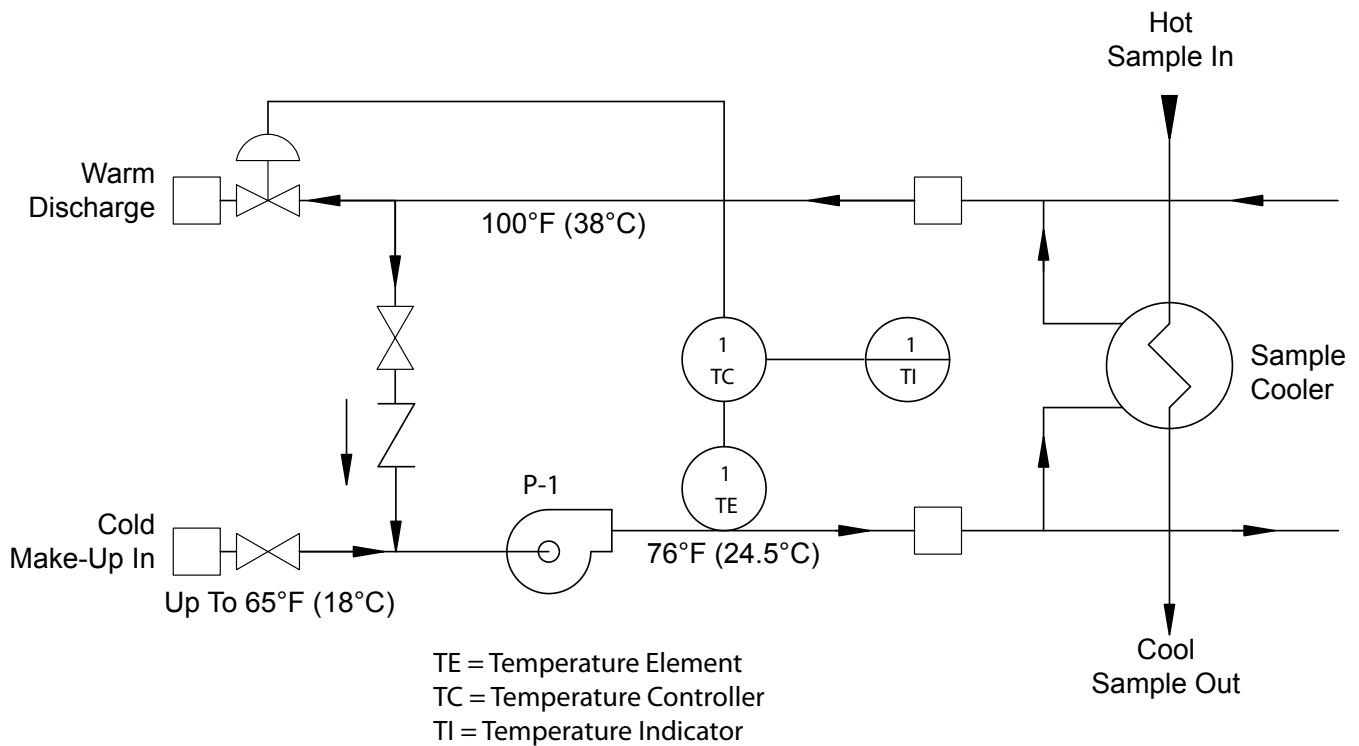 Hot
Sample In
Warm
Discharge
100°F (38°C)
1
TC
1
TI
Sample
Cooler
P-1
1
TE
Cold
Make-Up In
76°F (24.5°C)
Up To 65°F (18°C)
Cool
Sample Out
TE = Temperature Element
TC = Temperature Controller
TI = Temperature Indicator